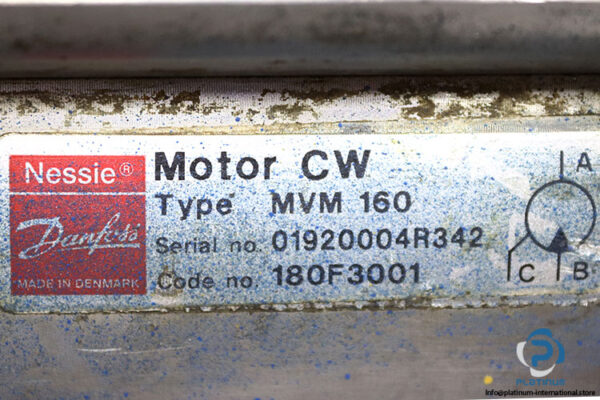 Nessie®
Danfoss
MADE IN DENMARK
Motor CW
Type MVM 160
Serial no. 01920004R342
Code no. 180F3001
A
C B
PLATINUM
info@platinum-international.store